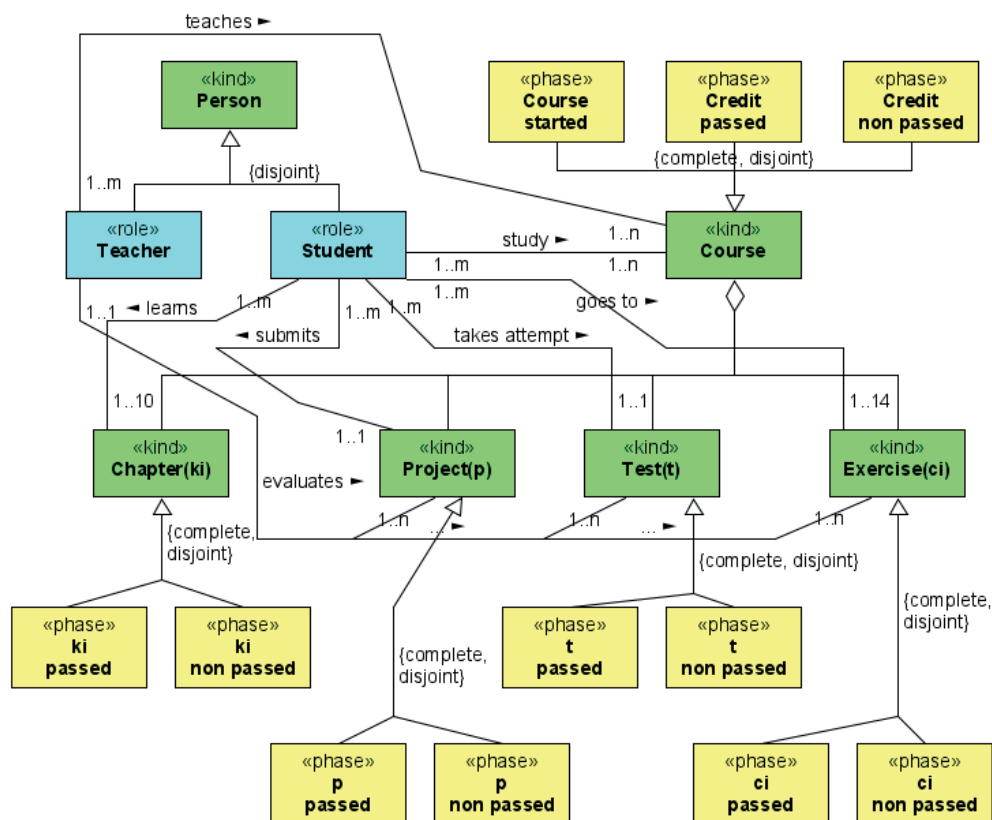 teaches ►
«kind»
Person
«phase»
Course
started
«phase»
Credit
passed
«phase»
Credit
non passed
{complete, disjoint}
{disjoint}
1..m
«role»
Teacher
«role»
Student
study ►
1..n
«kind»
Course
1..m
1..n
1..m
goes to ►
◄ learns
1..m
1..1
◄ submits
1..m
1..m
takes attempt ►
1..10
1..1
1..1
1..14
«kind»
Chapter(ki)
«kind»
Project(p)
«kind»
Test(t)
«kind»
Exercise(ci)
evaluates ►
1..n
... ►
1..n
... ►
1..n
{complete,
disjoint}
{complete, disjoint}
{complete,
disjoint}
«phase»
ki
passed
«phase»
ki
non passed
«phase»
t
passed
«phase»
t
non passed
{complete,
disjoint}
«phase»
p
passed
«phase»
p
non passed
«phase»
ci
passed
«phase»
ci
non passed